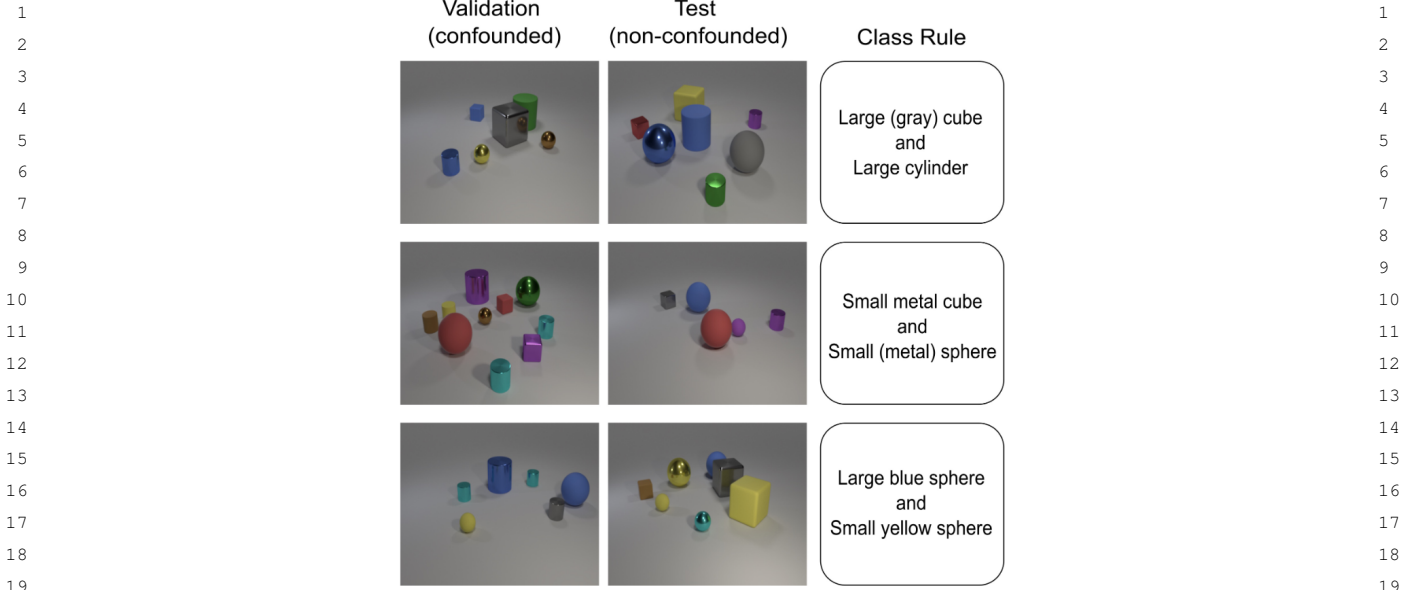 Validation
(confounded)
Test
(non-confounded)
Class Rule
Large (gray) cube
and
Large cylinder
Small metal cube
and
Small (metal) sphere
Large blue sphere
and
Small yellow sphere
1
2
3
4
5
6
7
8
9
10
11
12
13
14
15
16
17
18
19
1
2
3
4
5
6
7
8
9
10
11
12
13
14
15
16
17
18
19